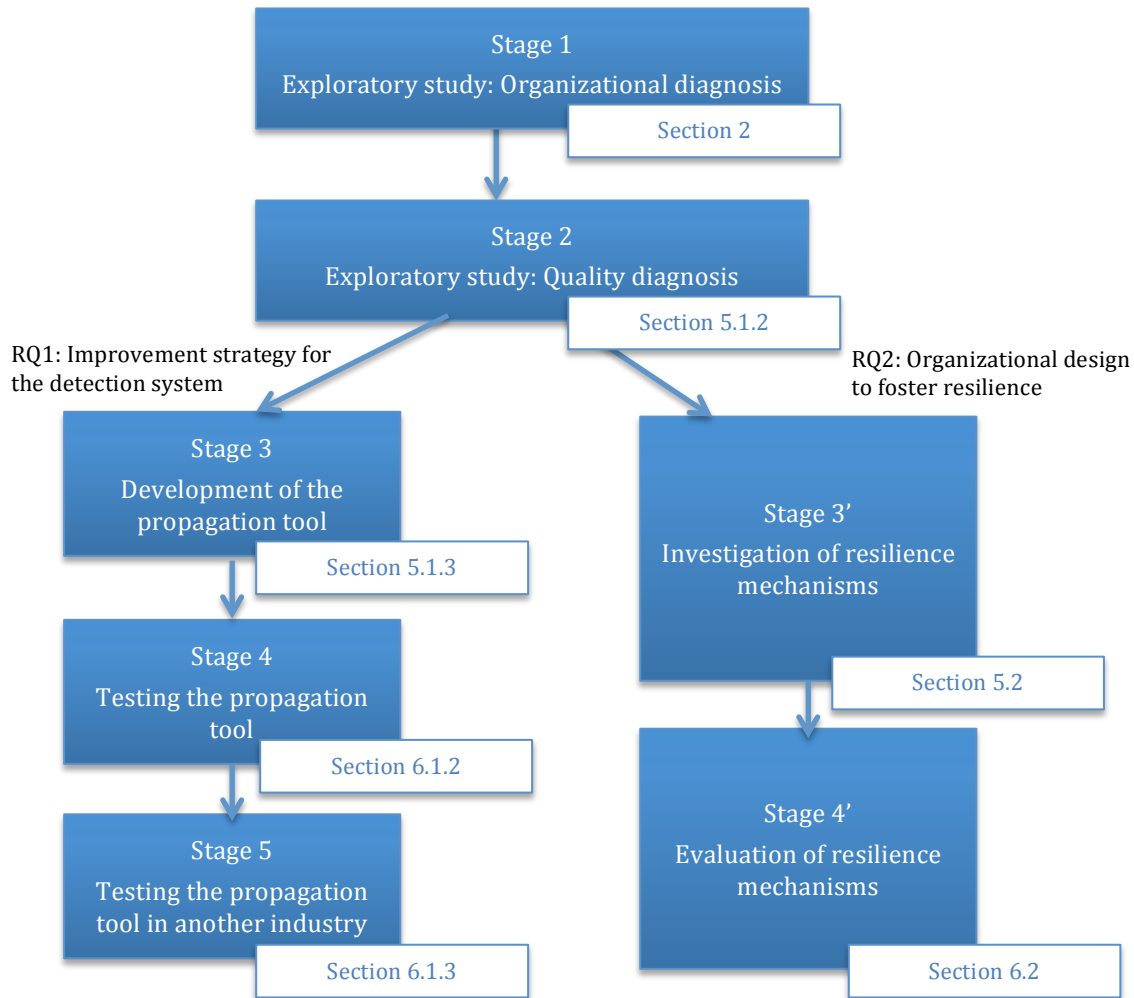 Stage 1
Exploratory study: Organizational diagnosis
Section 2
Stage 2
Exploratory study: Quality diagnosis
Section 5.1.2
RQ1: Improvement strategy for
the detection system
RQ2: Organizational design
to foster resilience
Stage 3
Development of the
propagation tool
Section 5.1.3
Stage 4
Testing the propagation
tool
Section 6.1.2
Stage 5
Testing the propagation
tool in another industry
Section 6.1.3
Stage 3’
Investigation of resilience
mechanisms
Section 5.2
Stage 4’
Evaluation of resilience
mechanisms
Section 6.2